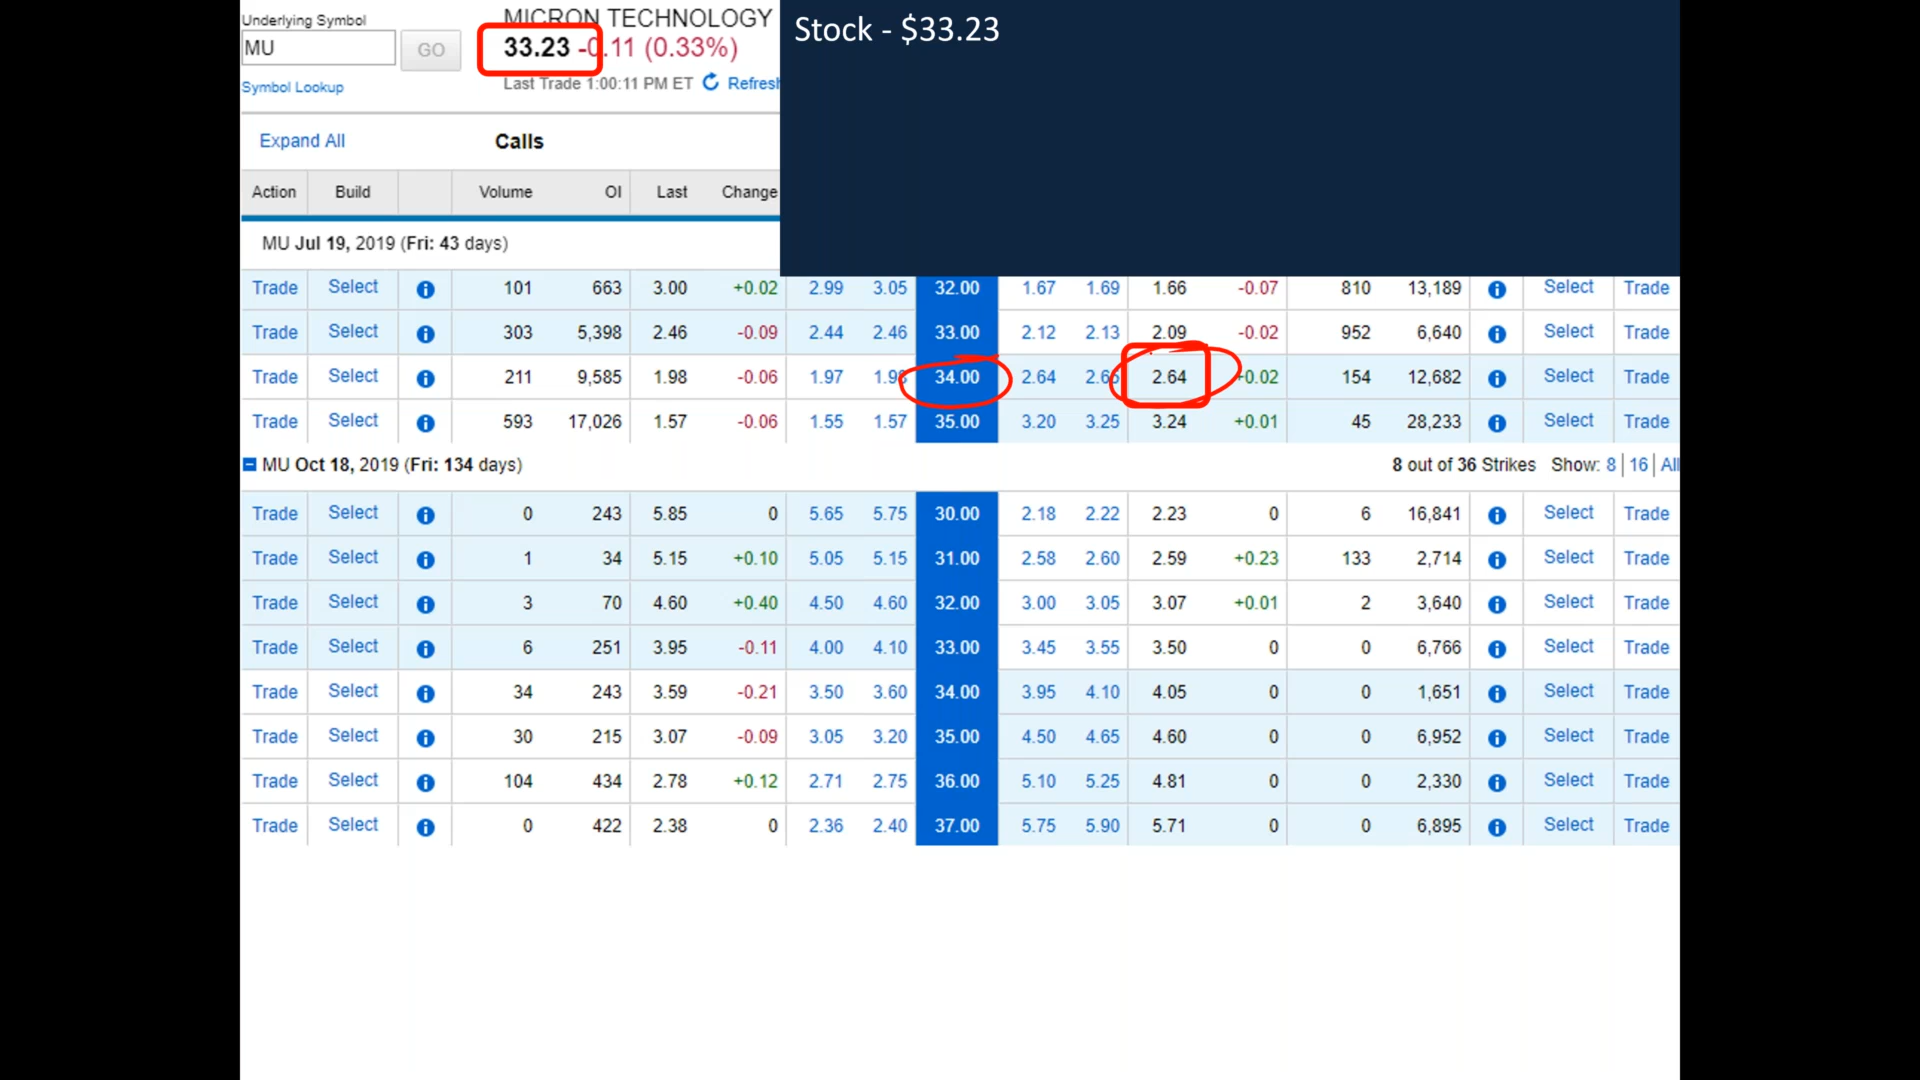 Underlying Symbol
MU GO
Symbol Lookup
MICRON TECHNOLOGY
33.23 -0.11 (0.33%)
Last Trade 1:00:11 PM ET Refresh
Stock - $33.23
Expand All Calls
Action Build Volume OI Last Change
MU Jul 19, 2019 (Fri: 43 days)
Trade Select 101 663 3.00 +0.02 2.99 3.05 32.00 1.67 1.69 1.66 -0.07 810 13,189 Select Trade
Trade Select 303 5,398 2.46 -0.09 2.44 2.46 33.00 2.12 2.13 2.09 -0.02 952 6,640 Select Trade
Trade Select 211 9,585 1.98 -0.06 1.97 34.00 2.64 2.64 +0.02 154 12,682 Select Trade
Trade Select 593 17,026 1.57 -0.06 1.55 1.57 35.00 3.20 3.25 3.24 +0.01 45 28,233 Select Trade
MU Oct 18, 2019 (Fri: 134 days) 8 out of 36 Strikes Show: 8 | 16 | All
Trade Select 0 243 5.85 0 5.65 5.75 30.00 2.18 2.22 2.23 0 6 16,841 Select Trade
Trade Select 1 34 5.15 +0.10 5.05 5.15 31.00 2.58 2.60 2.59 +0.23 133 2,714 Select Trade
Trade Select 3 70 4.60 +0.40 4.50 4.60 32.00 3.00 3.05 3.07 +0.01 2 3,640 Select Trade
Trade Select 6 251 3.95 -0.11 4.00 4.10 33.00 3.45 3.55 3.50 0 0 6,766 Select Trade
Trade Select 34 243 3.59 -0.21 3.50 3.60 34.00 3.95 4.10 4.05 0 0 1,651 Select Trade
Trade Select 30 215 3.07 -0.09 3.05 3.20 35.00 4.50 4.65 4.60 0 0 6,952 Select Trade
Trade Select 104 434 2.78 +0.12 2.71 2.75 36.00 5.10 5.25 4.81 0 0 2,330 Select Trade
Trade Select 0 422 2.38 0 2.36 2.40 37.00 5.75 5.90 5.71 0 0 6,895 Select Trade